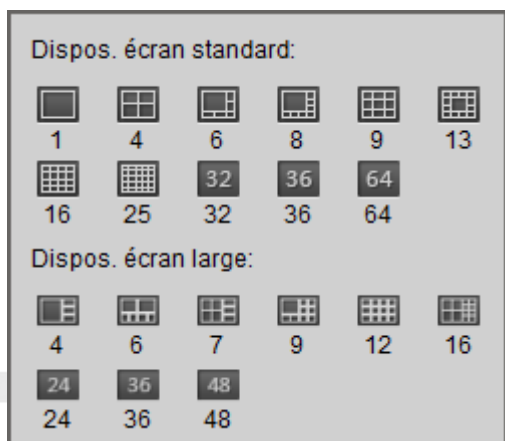 Dispos. écran standard:
1 4 6 8 9 13
32 36 64
16 25 32 36 64
Dispos. écran large:
4 6 7 9 12 16
24 36 48
24 36 48